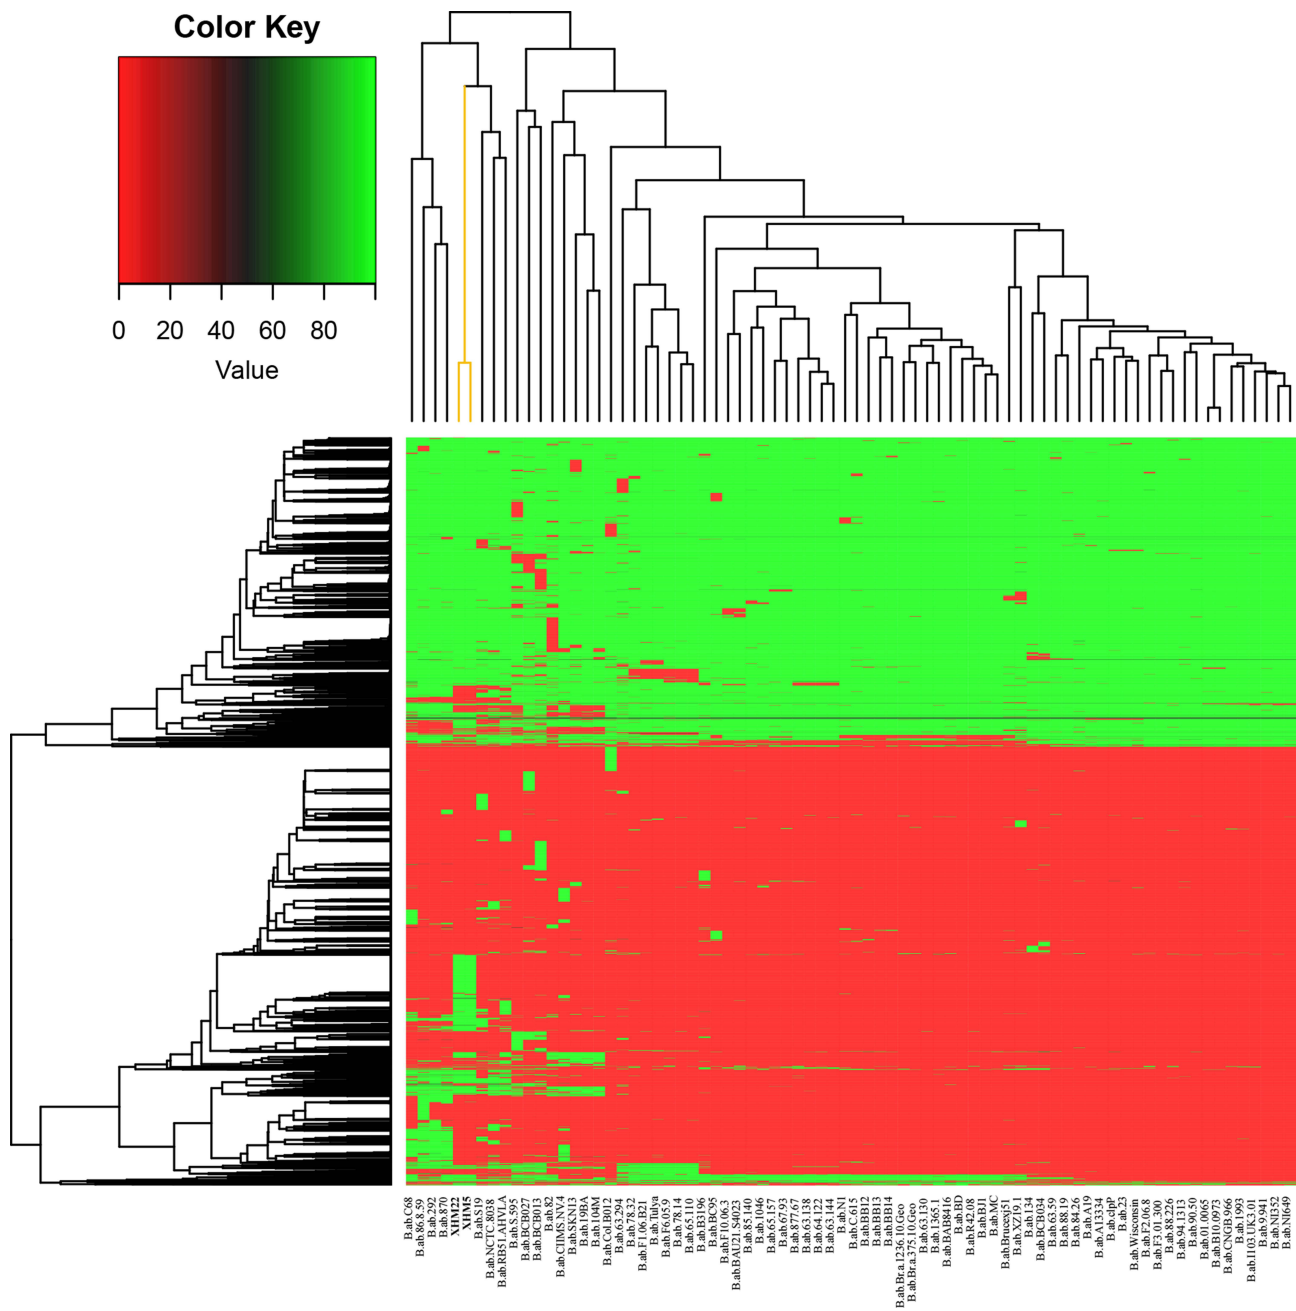 Color Key
0 20 40 60 80
Value
B.ab.C68
B.ab.86.8.59
B.ab.292
B.ab.870
XHM22
XHM5
B.ab.S19
B.ab.NCTC.8038
B.ab.RB51.AHVLA
B.ab.S.595
B.ab.BCB027
B.ab.BCB013
B.ab.82
B.ab.CIIMS.NV.4
B.ab.SKN13
B.ab.19BA
B.ab.104M
B.ab.Col.B012
B.ab.63.294
B.ab.78.32
B.ab.F1.06.B21
B.ab.Tulya
B.ab.F6.05.9
B.ab.78.14
B.ab.65.110
B.ab.B3196
B.ab.BC95
B.ab.F10.06.3
B.ab.BAU21.S4023
B.ab.85.140
B.ab.1046
B.ab.65.157
B.ab.67.93
B.ab.877.67
B.ab.63.138
B.ab.64.122
B.ab.63.144
B.ab.NJ
B.ab.C.615
B.ab.BB12
B.ab.BB13
B.ab.BB14
B.ab.Br.a.1236.10.Geo
B.ab.Br.a.375.10.Geo
B.ab.63.130
B.ab.1365.1
B.ab.BAB8416
B.ab.BD
B.ab.R42.08
B.ab.BJ1
B.ab.MC
B.ab.Brucesj51
B.ab.XZ19.1
B.ab.134
B.ab.BCB034
B.ab.63.59
B.ab.88.19
B.ab.84.26
B.ab.A19
B.ab.A13334
B.ab.clpP
B.ab.23
B.ab.Wisconsin
B.ab.F2.06.8
B.ab.F3.01.300
B.ab.88.226
B.ab.94.1313
B.ab.90.50
B.ab.01.0065
B.ab.B10.0973
B.ab.CNGB.966
B.ab.1993
B.ab.I103.UK3.01
B.ab.9.941
B.ab.ENDI552
B.ab.NI649